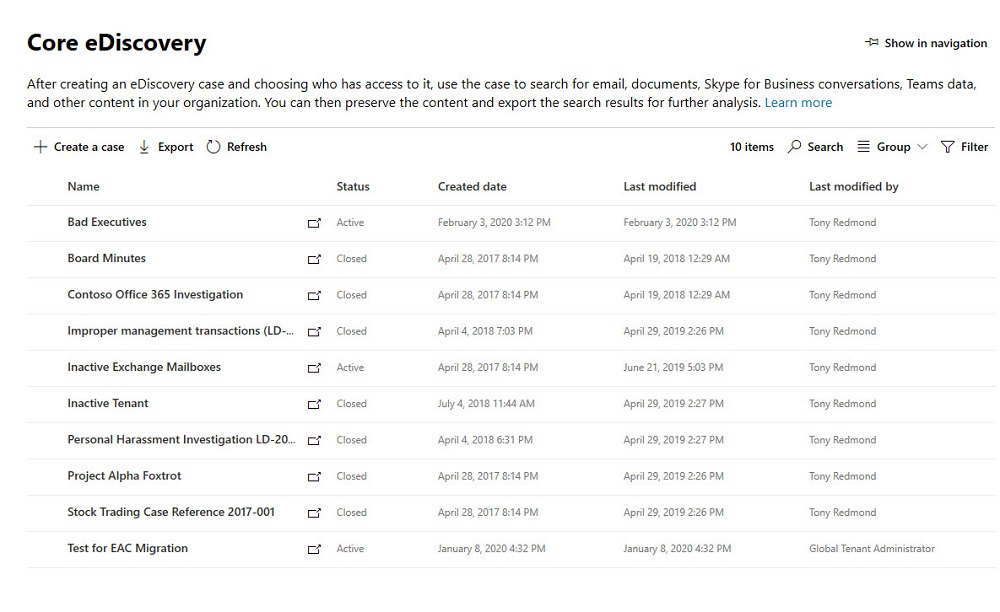 Core eDiscovery
Show in navigation
After creating an eDiscovery case and choosing who has access to it, use the case to search for email, documents, Skype for Business conversations, Teams data,
and other content in your organization. You can then preserve the content and export the search results for further analysis. Learn more
Create a case Export Refresh 10 items Search Group Filter
Name Status Created date Last modified Last modified by
Bad Executives Active February 3, 2020 3:12 PM February 3, 2020 3:12 PM Tony Redmond
Board Minutes Closed April 28, 2017 8:14 PM April 19, 2018 12:29 AM Tony Redmond
Contoso Office 365 Investigation Closed April 28, 2017 8:14 PM April 19, 2018 12:29 AM Tony Redmond
Improper management transactions (LD-... Closed April 4, 2018 7:03 PM April 29, 2019 2:26 PM Tony Redmond
Inactive Exchange Mailboxes Active April 28, 2017 8:14 PM June 21, 2019 5:03 PM Tony Redmond
Inactive Tenant Closed July 4, 2018 11:44 AM April 29, 2019 2:27 PM Tony Redmond
Personal Harassment Investigation LD-20... Closed April 4, 2018 6:31 PM April 29, 2019 2:27 PM Tony Redmond
Project Alpha Foxtrot Closed April 28, 2017 8:14 PM April 29, 2019 2:26 PM Tony Redmond
Stock Trading Case Reference 2017-001 Closed April 28, 2017 8:14 PM April 29, 2019 2:26 PM Tony Redmond
Test for EAC Migration Active January 8, 2020 4:32 PM January 8, 2020 4:32 PM Global Tenant Administrator